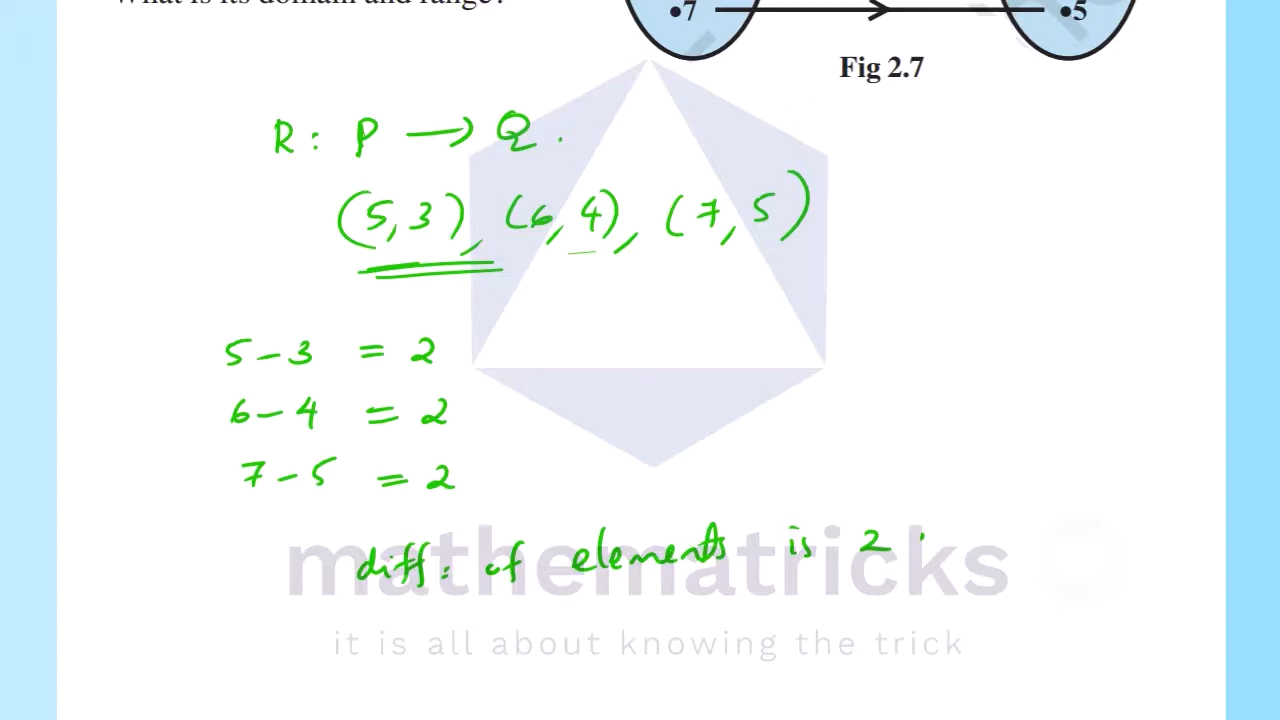 What is its domain and range?
•7 •5
Fig 2.7
R : P → Q .
(5,3), (6,4), (7,5)
5 – 3 = 2
6 – 4 = 2
7 – 5 = 2
diff. of elements is 2 .
mathematricks
it is all about knowing the trick